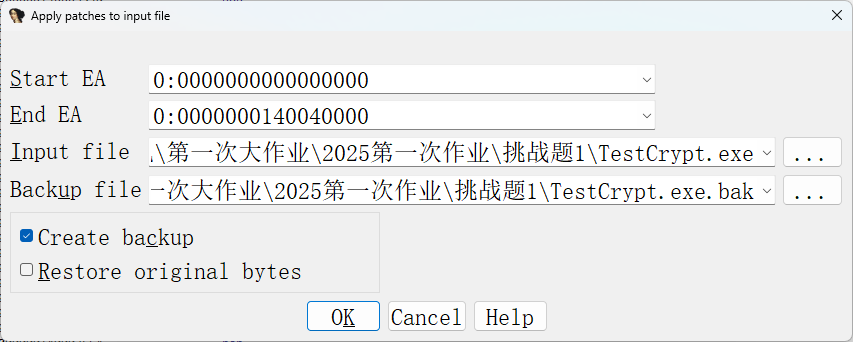 Apply patches to input file
Start EA 0:0000000000000000
End EA 0:0000000140040000
Input file \第一次大作业\2025第一次作业\挑战题1\TestCrypt.exe ...
Backup file 一次大作业\2025第一次作业\挑战题1\TestCrypt.exe.bak ...
Create backup
Restore original bytes
OK Cancel Help